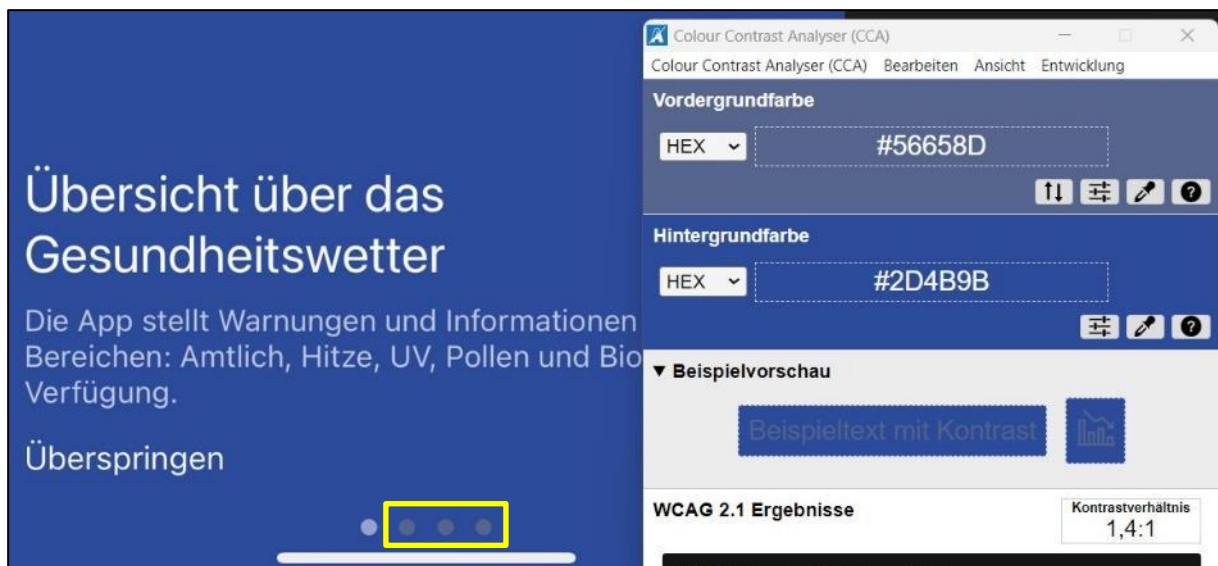 Übersicht über das
Gesundheitswetter
Die App stellt Warnungen und Informationen
Bereichen: Amtlich, Hitze, UV, Pollen und Bio
Verfügung.
Überspringen
Colour Contrast Analyser (CCA)
Colour Contrast Analyser (CCA) Bearbeiten Ansicht Entwicklung
Vordergrundfarbe
HEX #56658D
Hintergrundfarbe
HEX #2D4B9B
▼ Beispielvorschau
Beispieltext mit Kontrast
WCAG 2.1 Ergebnisse
Kontrastverhältnis
1,4:1